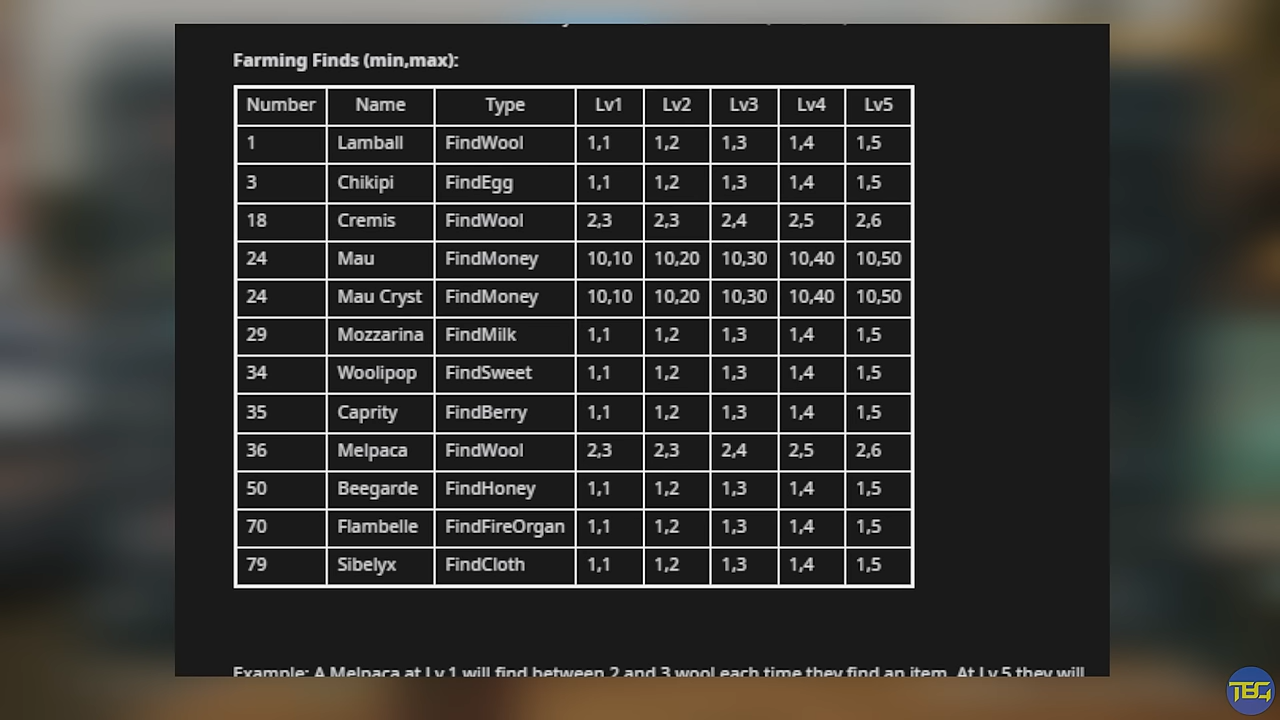 Farming Finds (min,max):
Number Name Type Lv1 Lv2 Lv3 Lv4 Lv5
1 Lamball FindWool 1,1 1,2 1,3 1,4 1,5
3 Chikipi FindEgg 1,1 1,2 1,3 1,4 1,5
18 Cremis FindWool 2,3 2,3 2,4 2,5 2,6
24 Mau FindMoney 10,10 10,20 10,30 10,40 10,50
24 Mau Cryst FindMoney 10,10 10,20 10,30 10,40 10,50
29 Mozzarina FindMilk 1,1 1,2 1,3 1,4 1,5
34 Woolipop FindSweet 1,1 1,2 1,3 1,4 1,5
35 Caprity FindBerry 1,1 1,2 1,3 1,4 1,5
36 Melpaca FindWool 2,3 2,3 2,4 2,5 2,6
50 Beegarde FindHoney 1,1 1,2 1,3 1,4 1,5
70 Flambelle FindFireOrgan 1,1 1,2 1,3 1,4 1,5
79 Sibelyx FindCloth 1,1 1,2 1,3 1,4 1,5
Example: A Melpaca at Lv 1 will find between 2 and 3 wool each time they find an item. At Lv 5 they will
TBG